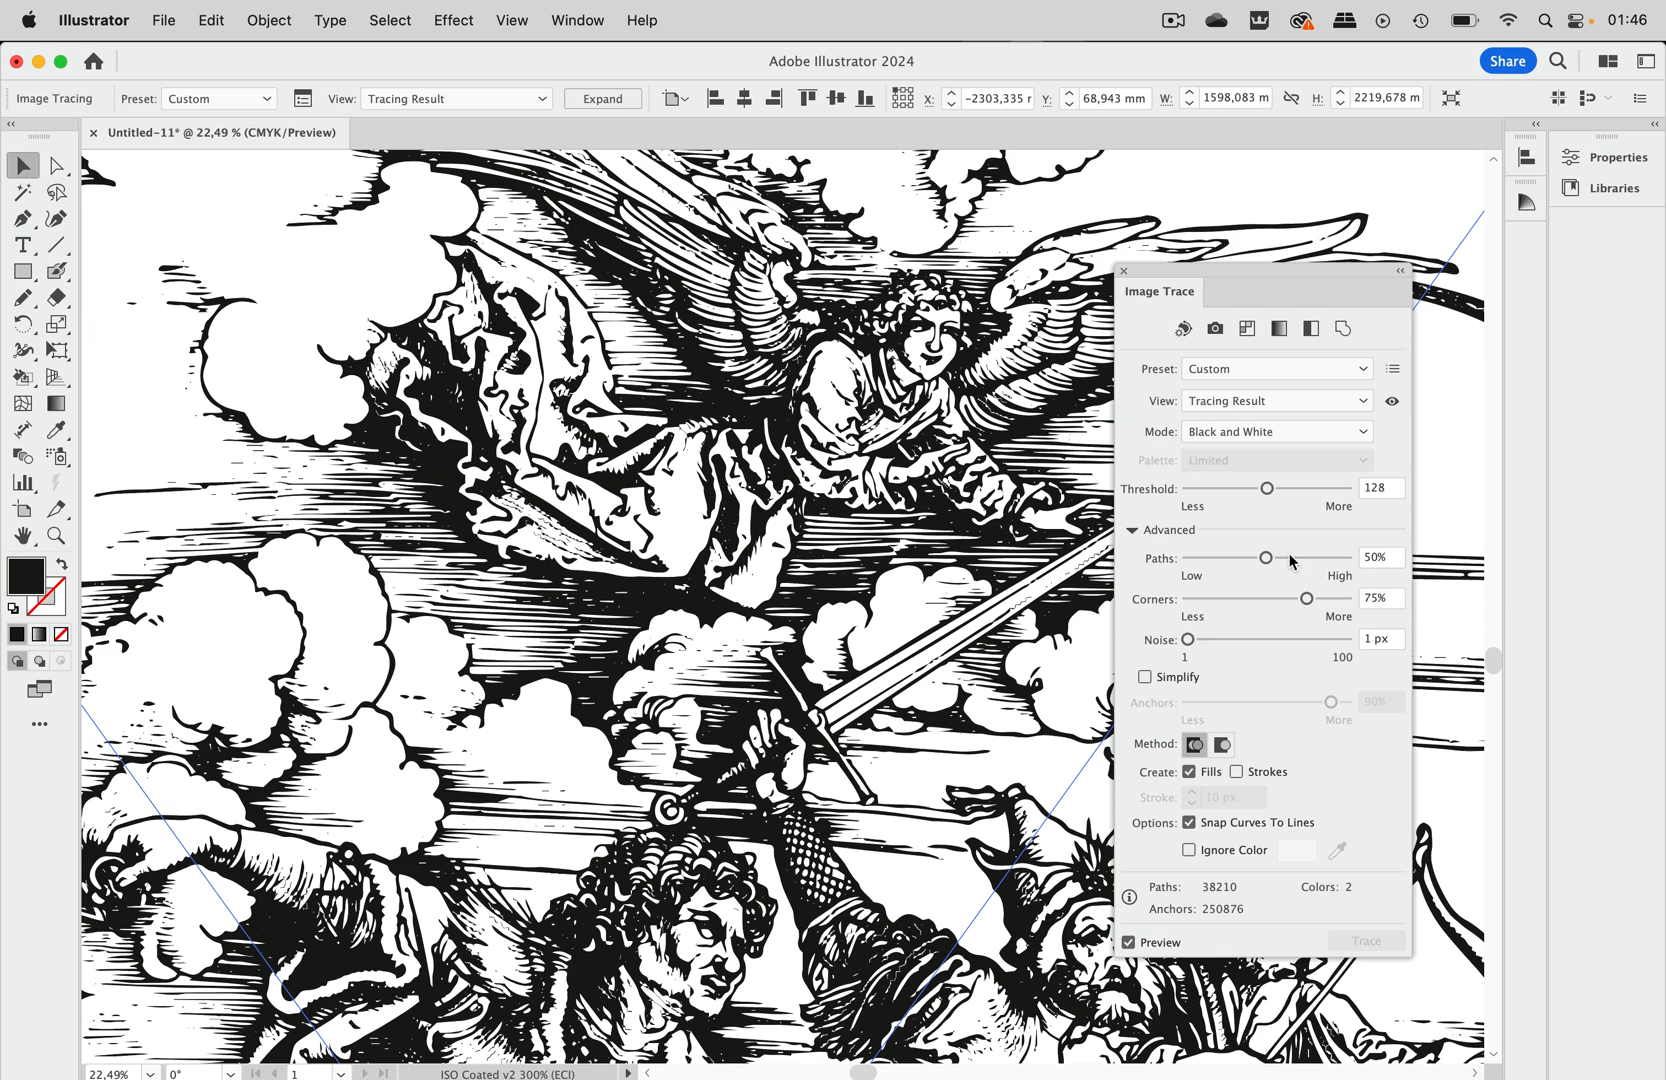 Illustrator File Edit Object Type Select Effect View Window Help 01:46
Adobe Illustrator 2024 Share
Image Tracing Preset: Custom View: Tracing Result Expand X: -2303,335 r Y: 68,943 mm W: 1598,083 m H: 2219,678 m
Untitled-11* @ 22,49 % (CMYK/Preview)
Properties
Libraries
Image Trace
Preset: Custom
View: Tracing Result
Mode: Black and White
Palette: Limited
Threshold: 128
Less More
Advanced
Paths: 50%
Low High
Corners: 75%
Less More
Noise: 1 px
1 100
Simplify
Anchors: 90%
Less More
Method:
Create: Fills Strokes
Stroke: 10 px
Options: Snap Curves To Lines
Ignore Color
Paths: 38210 Colors: 2
Anchors: 250876
Preview Trace
22,49% 0° 1 ISO Coated v2 300% (ECI)